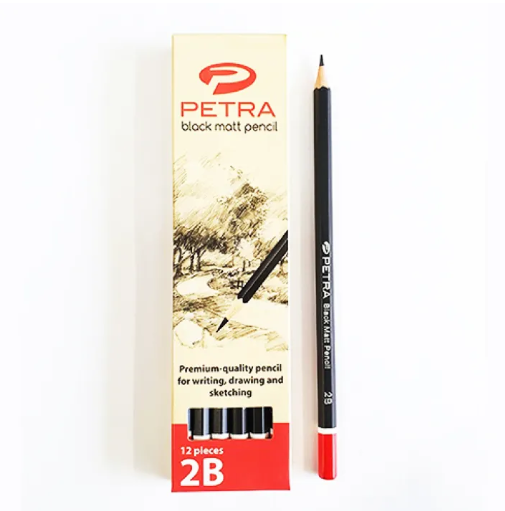 PETRA
black matt pencil
Premium-quality pencil
for writing, drawing and
sketching
12 pieces
2B
PETRA Black Matt Pencil 2B